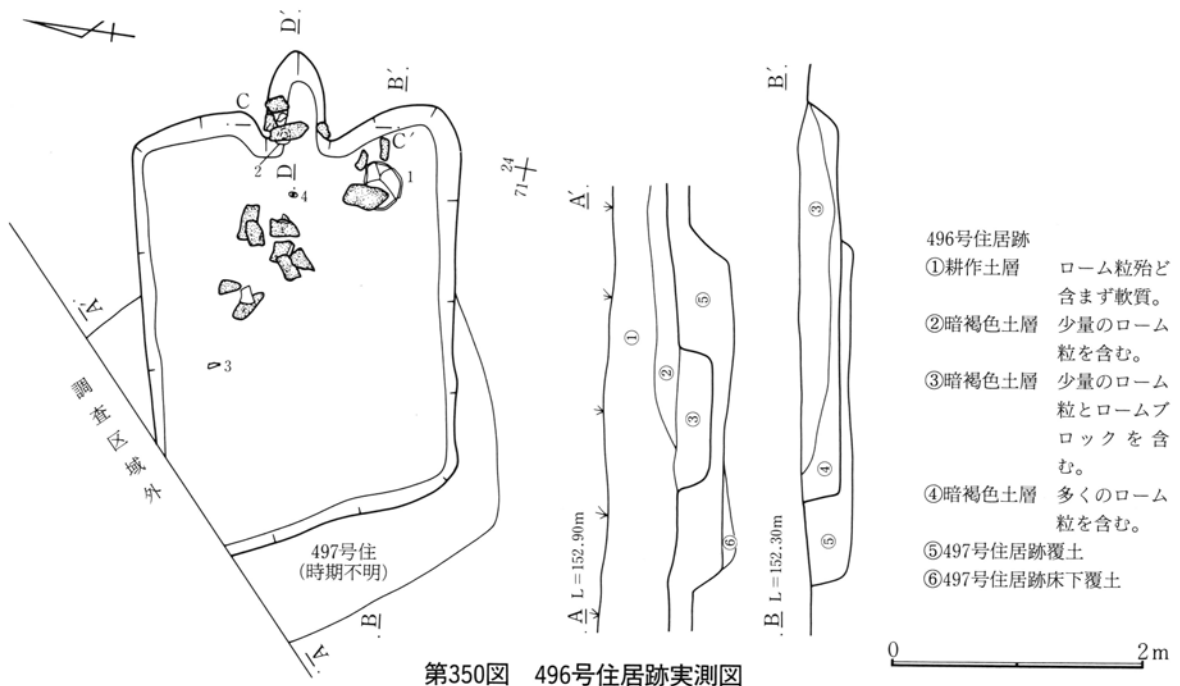 D´
B´
C
C´
2
D
4
1
24
71
A´
3
調査区域外
497号住
(時期不明)
B
A
A´
①
②
③
⑤
⑥
A L=152.90m
B´
③
④
⑤
B L=152.30m
496号住居跡
①耕作土層 ローム粒殆ど
含まず軟質。
②暗褐色土層 少量のローム
粒を含む。
③暗褐色土層 少量のローム
粒とロームブ
ロックを含
む。
④暗褐色土層 多くのローム
粒を含む。
⑤497号住居跡覆土
⑥497号住居跡床下覆土
0 2m
第350図 496号住居跡実測図